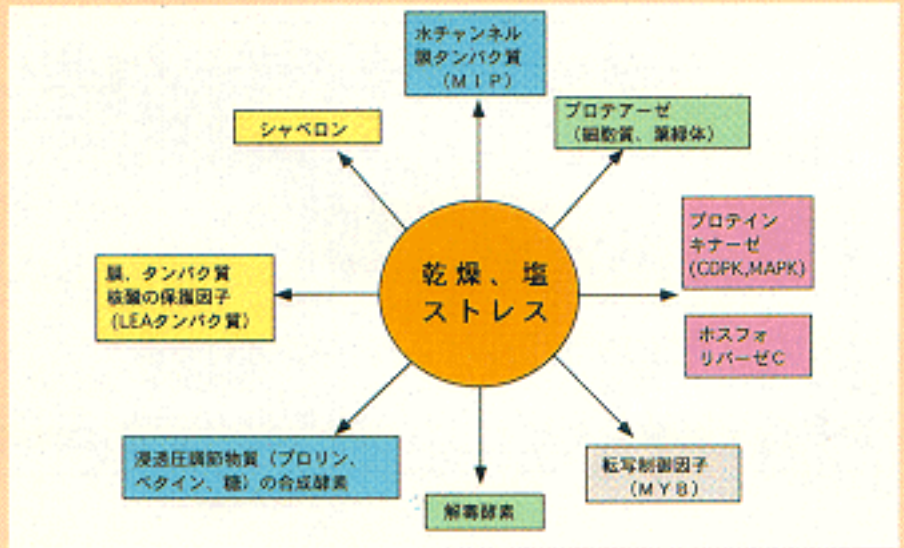 水チャンネル
膜タンパク質
(MIP)
プロテアーゼ
(細胞質、葉緑体)
シャペロン
プロテイン
キナーゼ
(CDPK,MAPK)
乾燥、塩
ストレス
膜、タンパク質
核酸の保護因子
(LEAタンパク質)
ホスフォ
リパーゼC
浸透圧調節物質(プロリン、
ベタイン、糖)の合成酵素
転写制御因子
(MYB)
解毒酵素